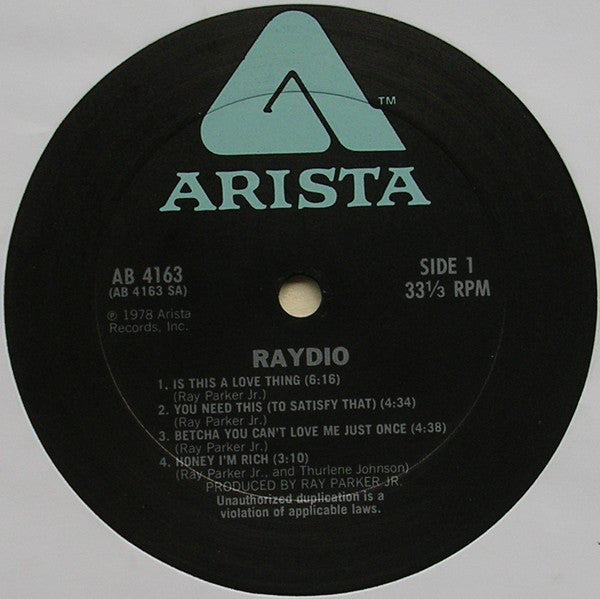 ™
ARISTA
AB 4163
(AB 4163 SA)
℗ 1978 Arista
Records, Inc.
SIDE 1
33⅓ RPM
RAYDIO
1. IS THIS A LOVE THING (6:16)
(Ray Parker Jr.)
2. YOU NEED THIS (TO SATISFY THAT) (4:34)
(Ray Parker Jr.)
3. BETCHA YOU CAN'T LOVE ME JUST ONCE (4:38)
(Ray Parker Jr.)
4. HONEY I'M RICH (3:10)
(Ray Parker Jr., and Thurlene Johnson)
PRODUCED BY RAY PARKER JR.
Unauthorized duplication is a
violation of applicable laws.